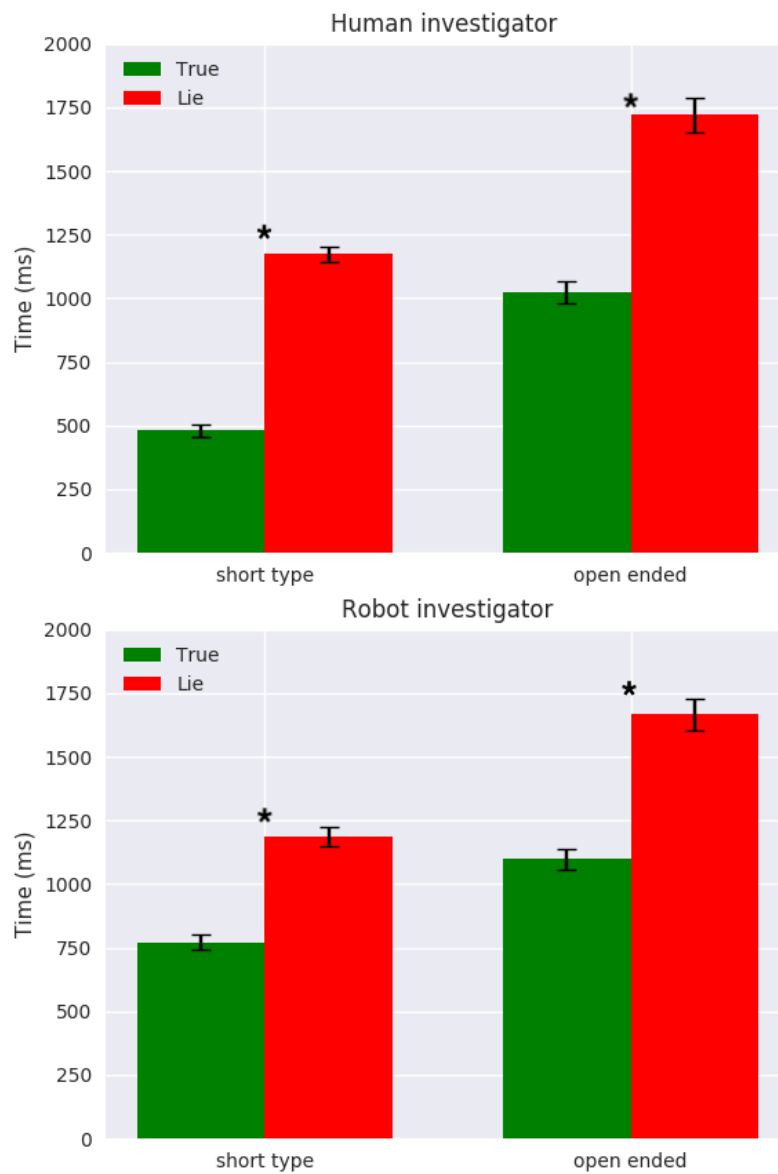 Human investigator
True
Lie
*
*
Time (ms)
2000
1750
1500
1250
1000
750
500
250
0
short type
open ended
Robot investigator
True
Lie
*
*
Time (ms)
2000
1750
1500
1250
1000
750
500
250
0
short type
open ended